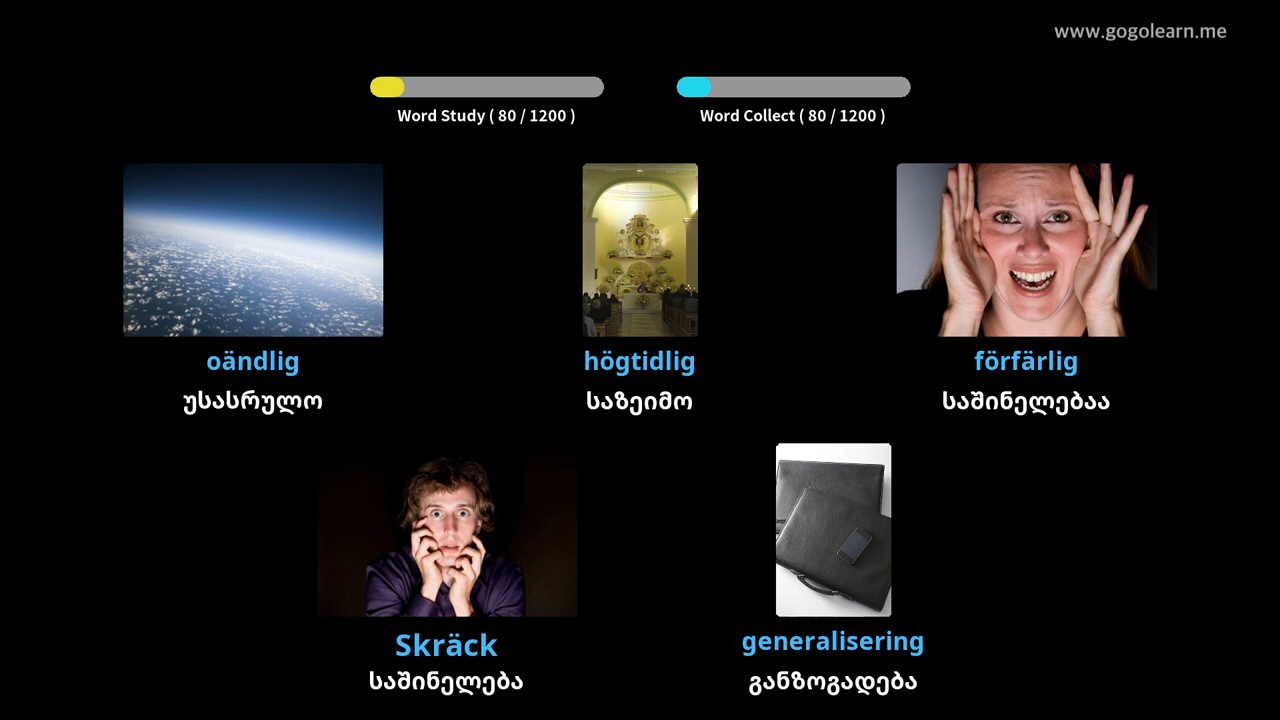 www.gogolearn.me
Word Study ( 80 / 1200 )
Word Collect ( 80 / 1200 )
oändlig
högtidlig
förfärlig
უსასრულო
საზეიმო
საშინელებაა
Skräck
generalisering
საშინელება
განზოგადება